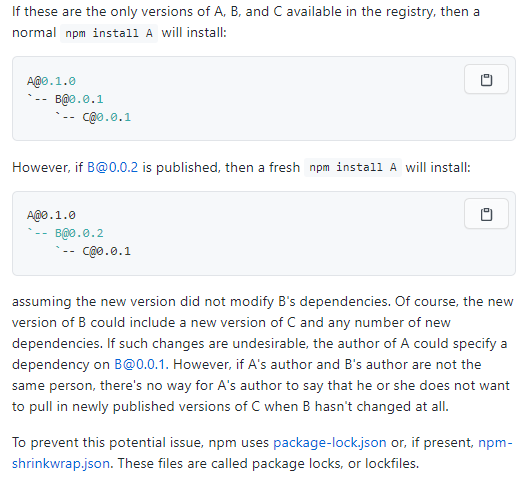 If these are the only versions of A, B, and C available in the registry, then a
normal npm install A will install:
A@0.1.0
`-- B@0.0.1
`-- C@0.0.1
However, if B@0.0.2 is published, then a fresh npm install A will install:
A@0.1.0
`-- B@0.0.2
`-- C@0.0.1
assuming the new version did not modify B's dependencies. Of course, the new
version of B could include a new version of C and any number of new
dependencies. If such changes are undesirable, the author of A could specify a
dependency on B@0.0.1. However, if A's author and B's author are not the
same person, there's no way for A's author to say that he or she does not want
to pull in newly published versions of C when B hasn't changed at all.
To prevent this potential issue, npm uses package-lock.json or, if present, npm-
shrinkwrap.json. These files are called package locks, or lockfiles.